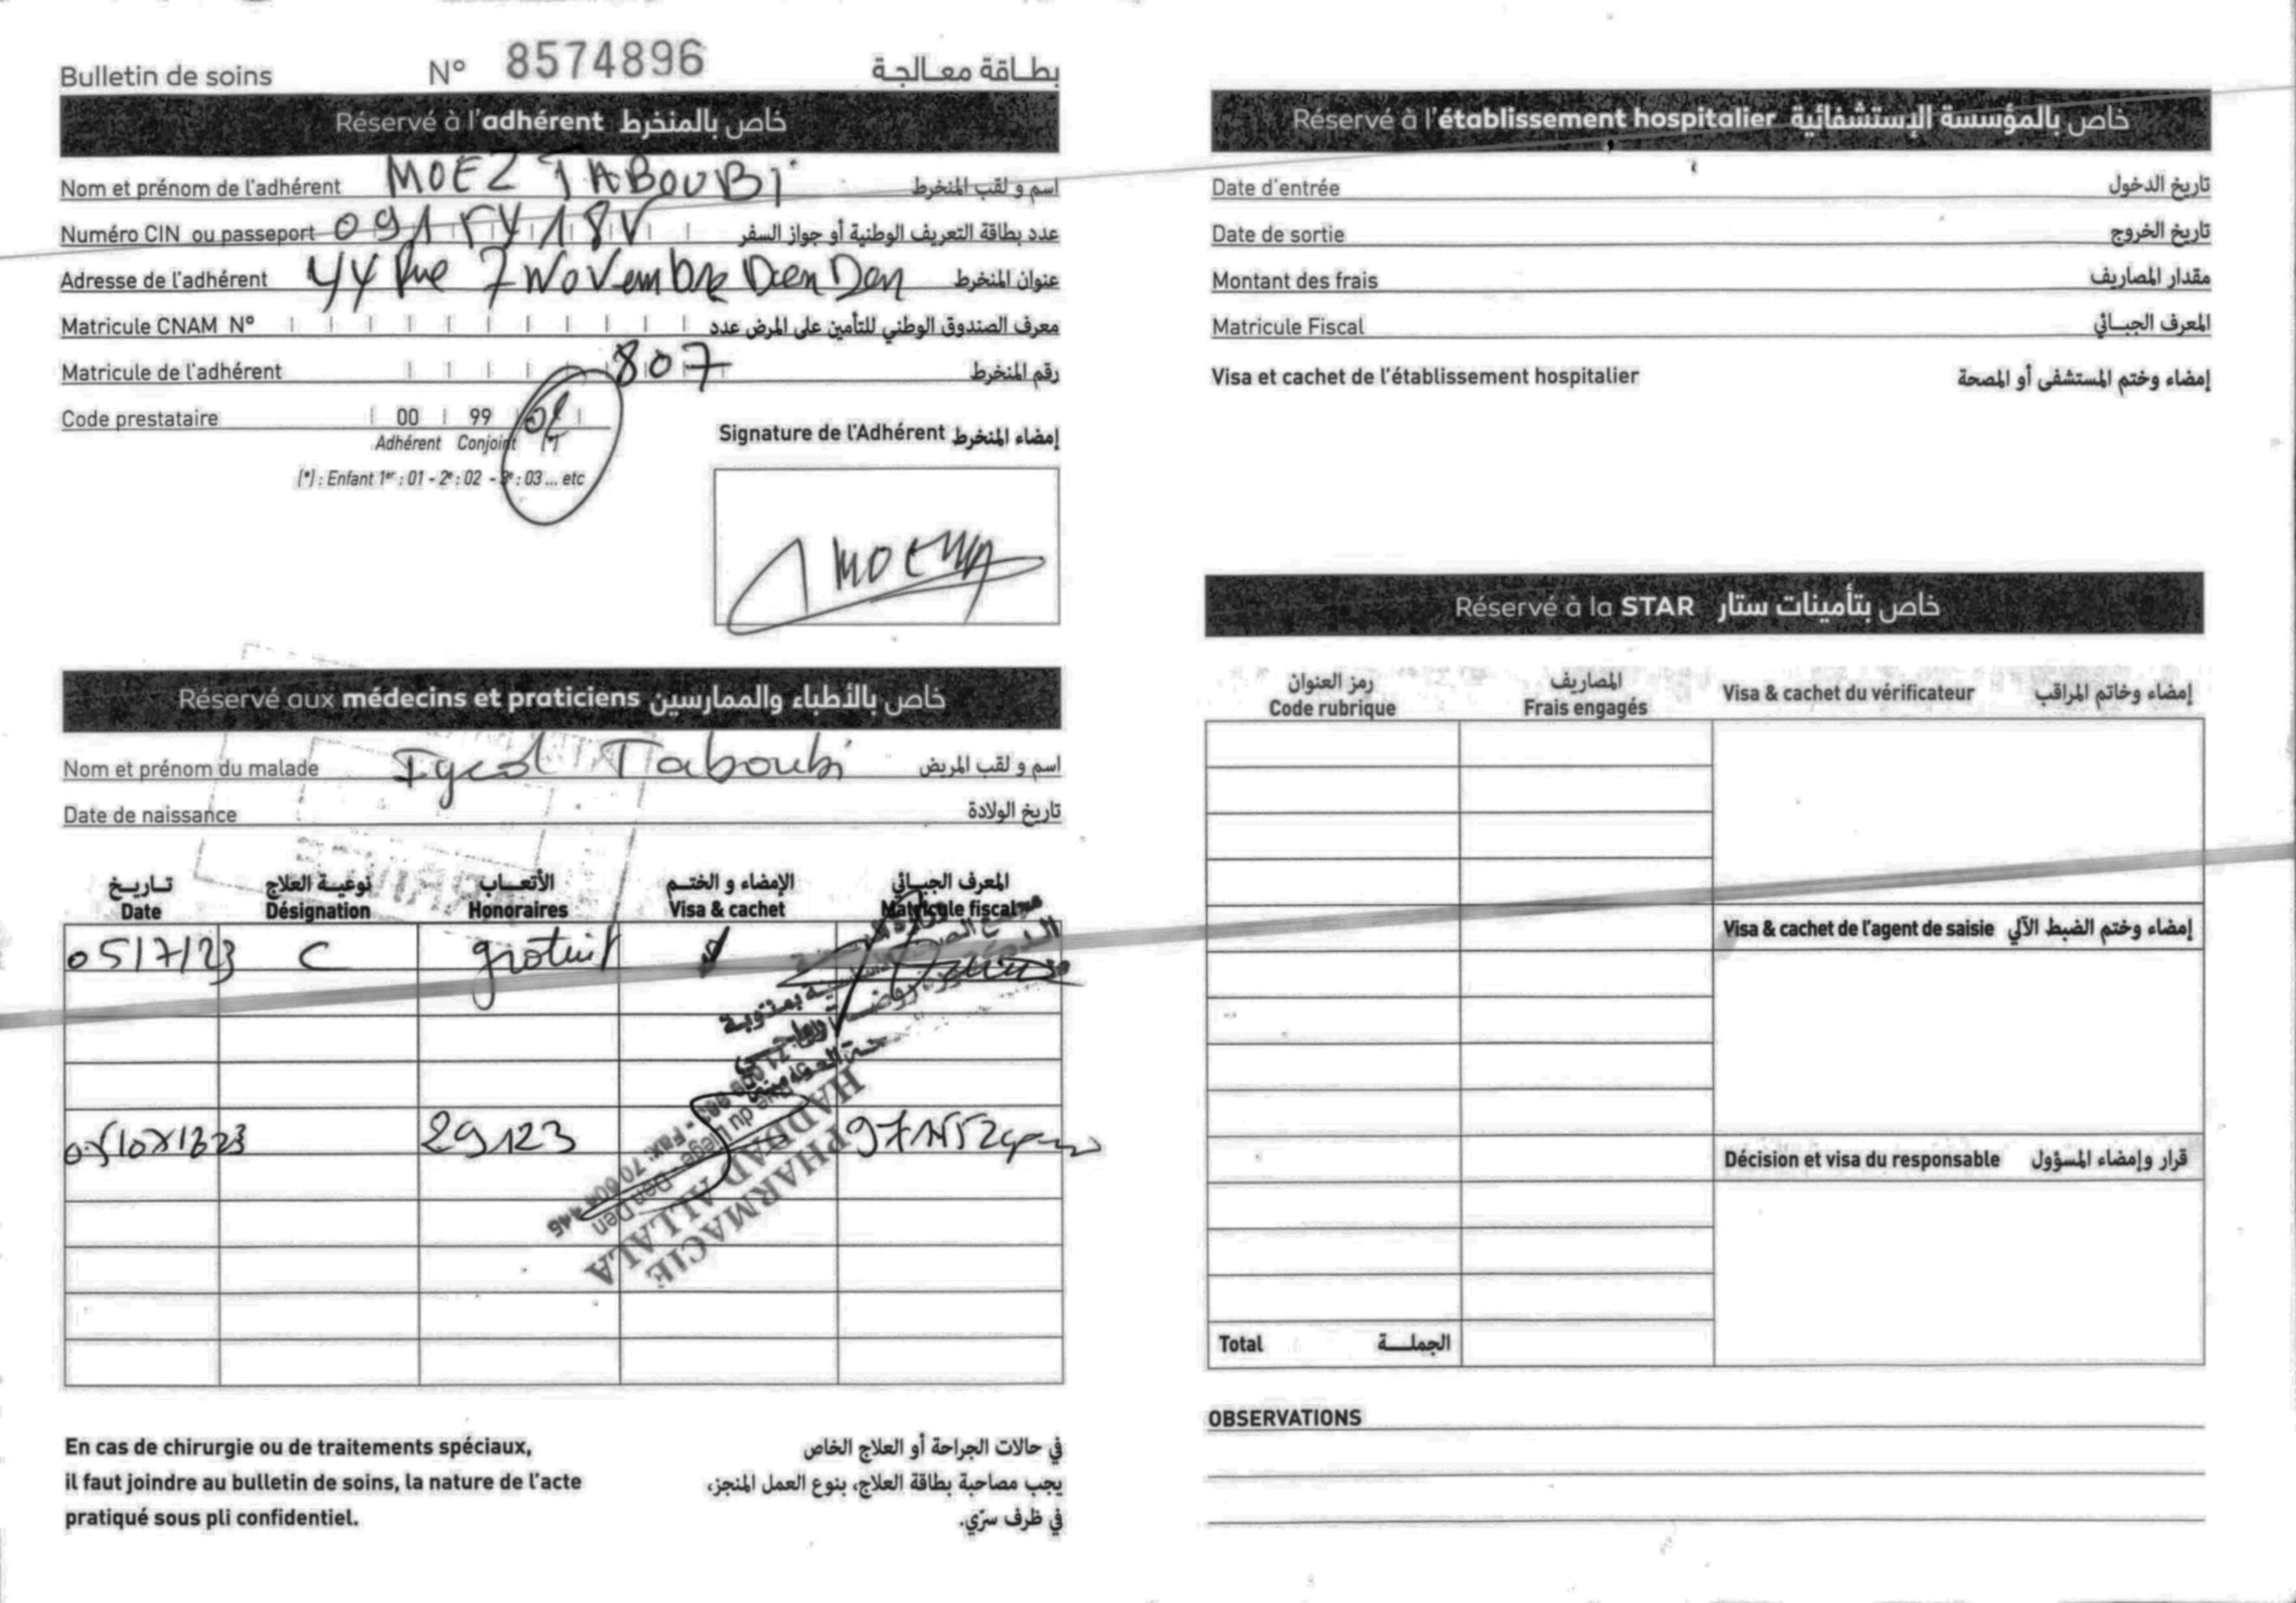 Bulletin de soins N° 8574896 بطاقة معالجة
Réservé à l'adhérent خاص بالمنخرط
Nom et prénom de l'adhérent MOEZ TABOUBI اسم و لقب المنخرط
Numéro CIN ou passeport عدد بطاقة التعريف الوطنية أو جواز السفر
Adresse de l'adhérent 44 Rue 7 Novembre Den Den عنوان المنخرط
Matricule CNAM N° معرف الصندوق الوطني للتأمين على المرض عدد
Matricule de l'adhérent 807 رقم المنخرط
Code prestataire 00 99
Adhérent Conjoint (*)
(*) : Enfant 1er : 01 - 2e : 02 - 3e : 03 ... etc
Signature de l'Adhérent إمضاء المنخرط
Réservé aux médecins et praticiens خاص بالأطباء والممارسين
Nom et prénom du malade Iyed Taboubi اسم و لقب المريض
Date de naissance تاريخ الولادة
تاريخ نوعية العلاج الأتعاب الإمضاء و الختم المعرف الجبائي
Date Désignation Honoraires Visa & cachet Matricule fiscal
05/7/23 C gratuit
29123
PHARMACIE
HADDAD ALLALA
Rue du Liège - Den Den
En cas de chirurgie ou de traitements spéciaux,
il faut joindre au bulletin de soins, la nature de l'acte
pratiqué sous pli confidentiel.
في حالات الجراحة أو العلاج الخاص
يجب مصاحبة بطاقة العلاج، بنوع العمل المنجز،
في ظرف سرّي.
Réservé à l'établissement hospitalier خاص بالمؤسسة الإستشفائية
Date d'entrée تاريخ الدخول
Date de sortie تاريخ الخروج
Montant des frais مقدار المصاريف
Matricule Fiscal المعرف الجبائي
Visa et cachet de l'établissement hospitalier إمضاء وختم المستشفى أو المصحة
Réservé à la STAR خاص بتأمينات ستار
رمز العنوان المصاريف
Code rubrique Frais engagés Visa & cachet du vérificateur إمضاء وخاتم المراقب
Visa & cachet de l'agent de saisie إمضاء وختم الضبط الآلي
Décision et visa du responsable قرار وإمضاء المسؤول
Total الجملة
OBSERVATIONS